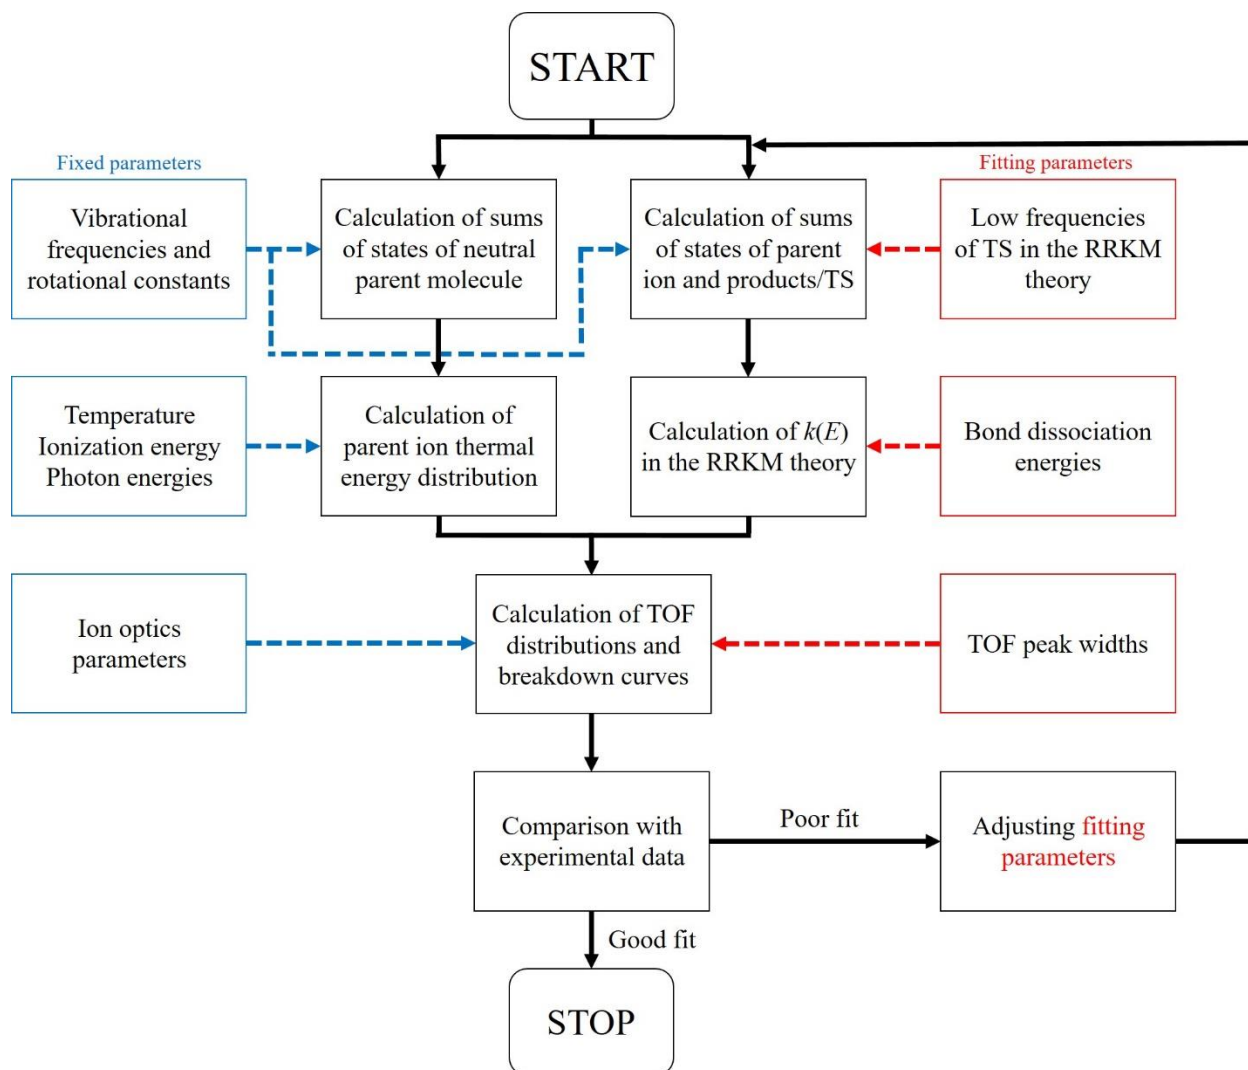 START
Fixed parameters
Fitting parameters
Vibrational
frequencies and
rotational constants
Calculation of sums
of states of neutral
parent molecule
Calculation of sums
of states of parent
ion and products/TS
Low frequencies
of TS in the RRKM
theory
Temperature
Ionization energy
Photon energies
Calculation of
parent ion thermal
energy distribution
Calculation of k(E)
in the RRKM theory
Bond dissociation
energies
Ion optics
parameters
Calculation of TOF
distributions and
breakdown curves
TOF peak widths
Comparison with
experimental data
Poor fit
Adjusting fitting
parameters
Good fit
STOP